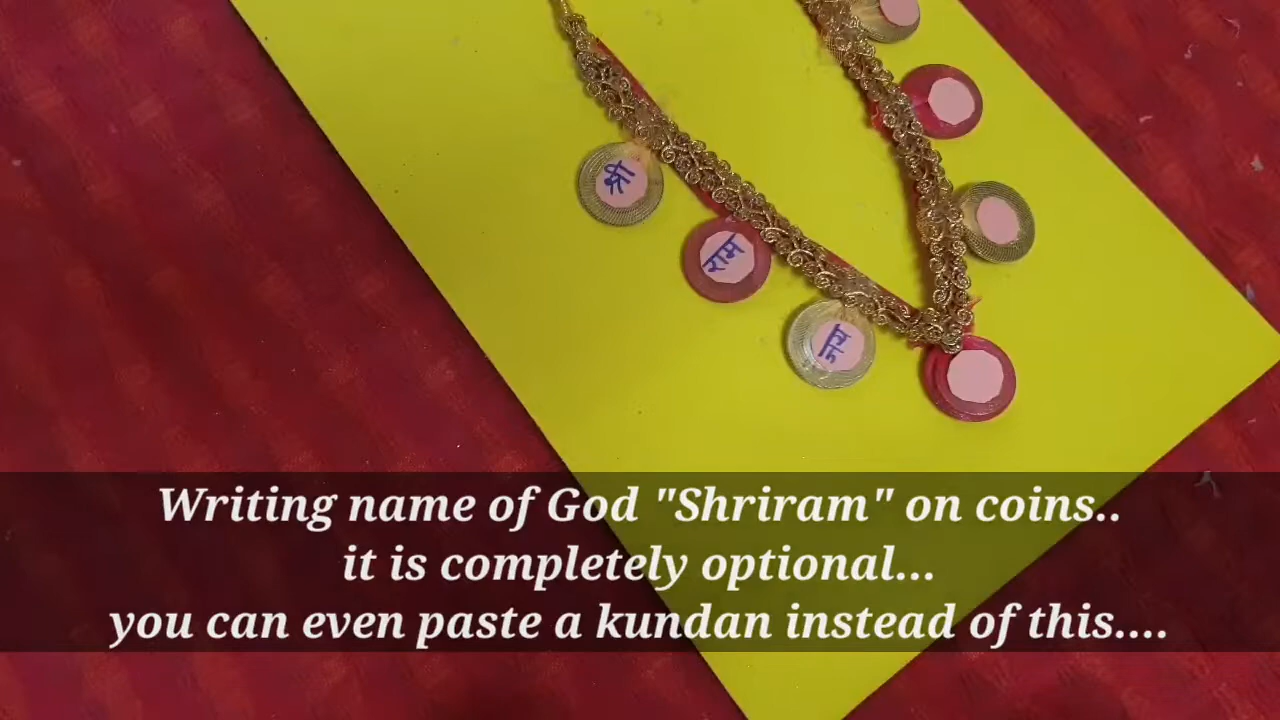 श्री
राम
जय
Writing name of God "Shriram" on coins..
it is completely optional...
you can even paste a kundan instead of this....